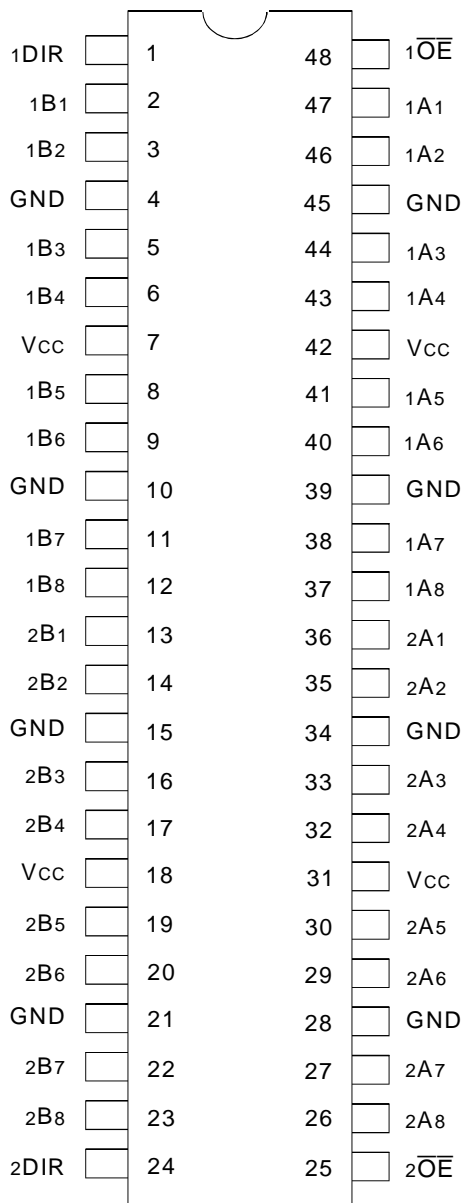 1DIR 1 48 1O̅E̅
1B1 2 47 1A1
1B2 3 46 1A2
GND 4 45 GND
1B3 5 44 1A3
1B4 6 43 1A4
VCC 7 42 VCC
1B5 8 41 1A5
1B6 9 40 1A6
GND 10 39 GND
1B7 11 38 1A7
1B8 12 37 1A8
2B1 13 36 2A1
2B2 14 35 2A2
GND 15 34 GND
2B3 16 33 2A3
2B4 17 32 2A4
VCC 18 31 VCC
2B5 19 30 2A5
2B6 20 29 2A6
GND 21 28 GND
2B7 22 27 2A7
2B8 23 26 2A8
2DIR 24 25 2O̅E̅